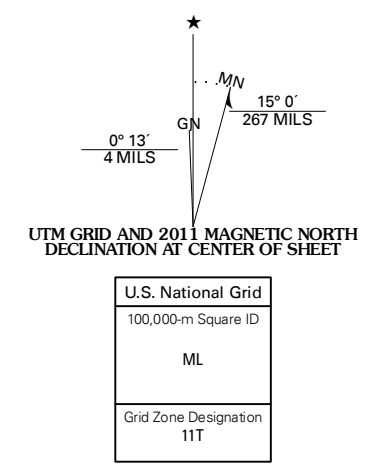 ★
MN
GN
15° 0´
267 MILS
0° 13´
4 MILS
UTM GRID AND 2011 MAGNETIC NORTH
DECLINATION AT CENTER OF SHEET
U.S. National Grid
100,000-m Square ID
ML
Grid Zone Designation
11T